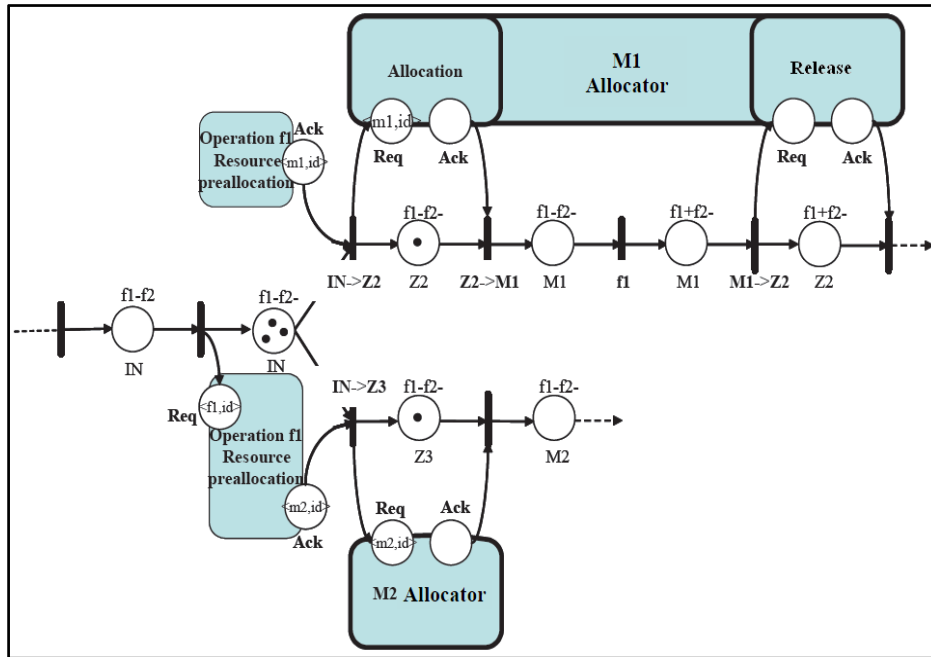 M1
Allocator
Allocation
Release
<m1,id>
Req
Ack
Req
Ack
Ack
Operation f1
Resource
preallocation
<m1,id>
f1-f2-
f1-f2-
f1+f2-
f1+f2-
IN->Z2
Z2
Z2->M1
M1
f1
M1
M1->Z2
Z2
f1-f2
f1-f2-
IN
IN
Req
<f1,id>
Operation f1
Resource
preallocation
<m2,id>
Ack
IN->Z3
f1-f2-
f1-f2-
Z3
M2
Req
Ack
<m2,id>
M2 Allocator